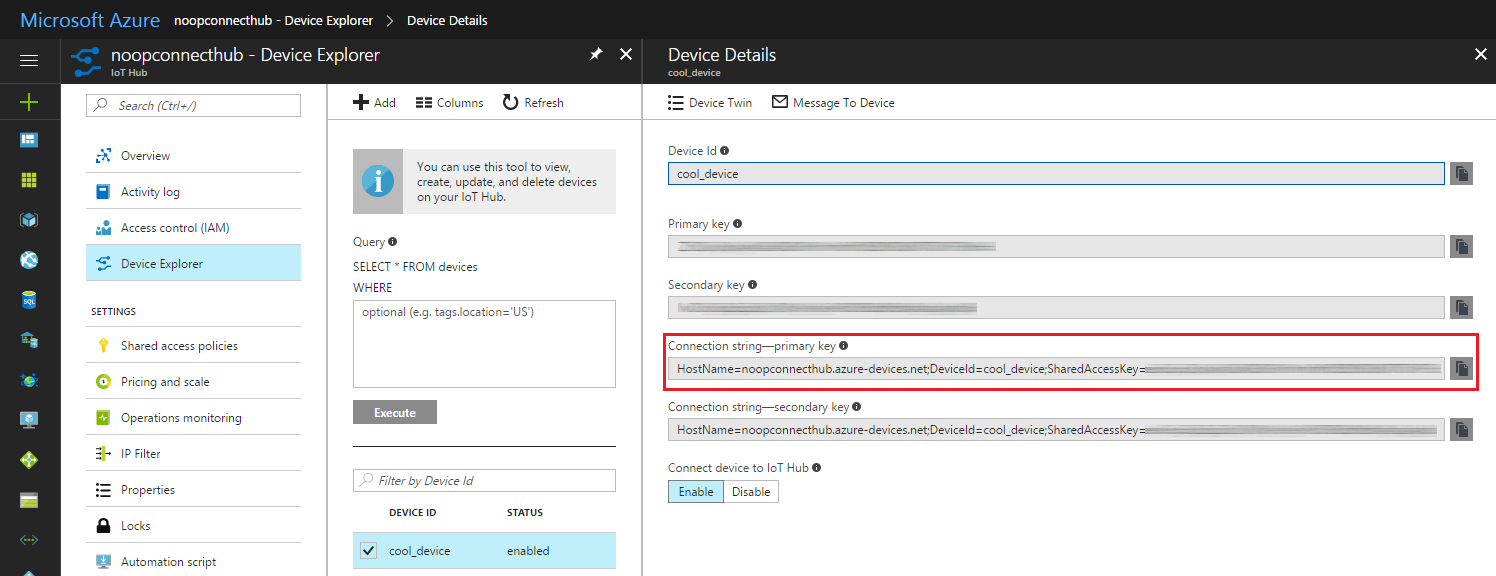 Microsoft Azure noopconnecthub - Device Explorer > Device Details
noopconnecthub - Device Explorer
IoT Hub
Search (Ctrl+/)
Overview
Activity log
Access control (IAM)
Device Explorer
SETTINGS
Shared access policies
Pricing and scale
Operations monitoring
IP Filter
Properties
Locks
Automation script
Add Columns Refresh
You can use this tool to view,
create, update, and delete devices
on your IoT Hub.
Query
SELECT * FROM devices
WHERE
optional (e.g. tags.location='US')
Execute
Filter by Device Id
DEVICE ID STATUS
cool_device enabled
Device Details
cool_device
Device Twin Message To Device
Device Id
cool_device
Primary key
Secondary key
Connection string—primary key
HostName=noopconnecthub.azure-devices.net;DeviceId=cool_device;SharedAccessKey=
Connection string—secondary key
HostName=noopconnecthub.azure-devices.net;DeviceId=cool_device;SharedAccessKey=
Connect device to IoT Hub
Enable Disable